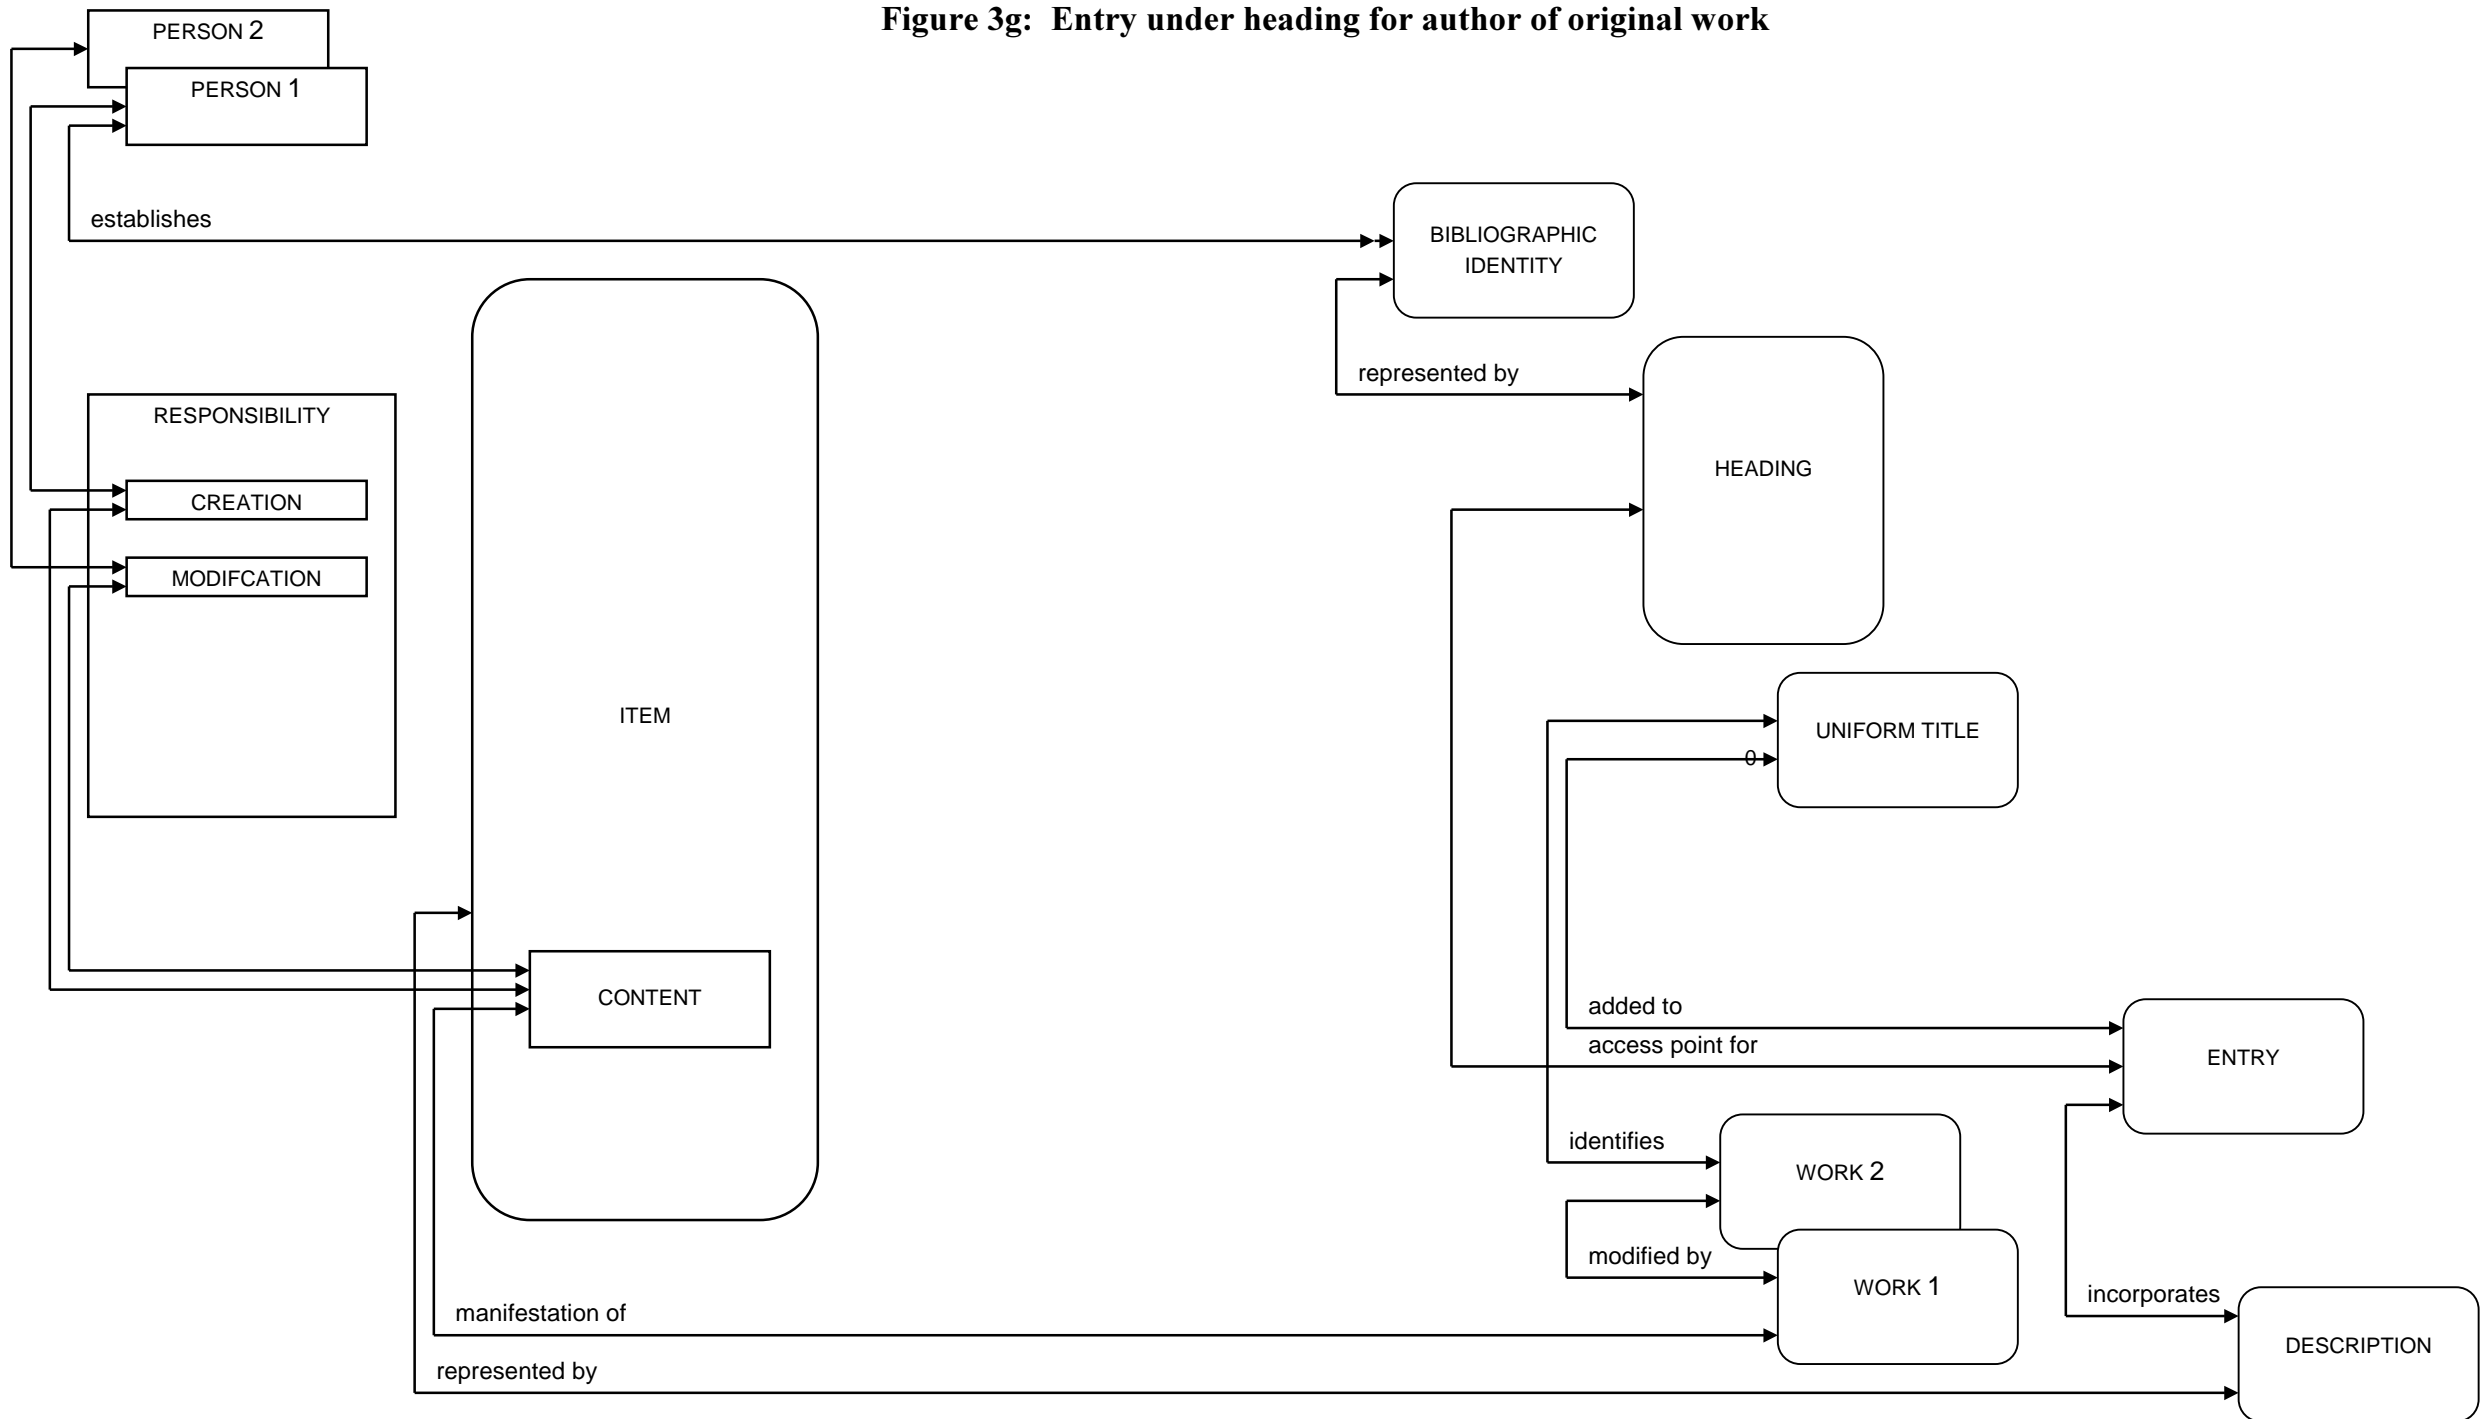 Figure 3g: Entry under heading for author of original work
PERSON 2
PERSON 1
establishes
BIBLIOGRAPHIC
IDENTITY
represented by
RESPONSIBILITY
HEADING
CREATION
MODIFCATION
ITEM
UNIFORM TITLE
0
CONTENT
added to
access point for
ENTRY
identifies
WORK 2
modified by
WORK 1
incorporates
manifestation of
DESCRIPTION
represented by